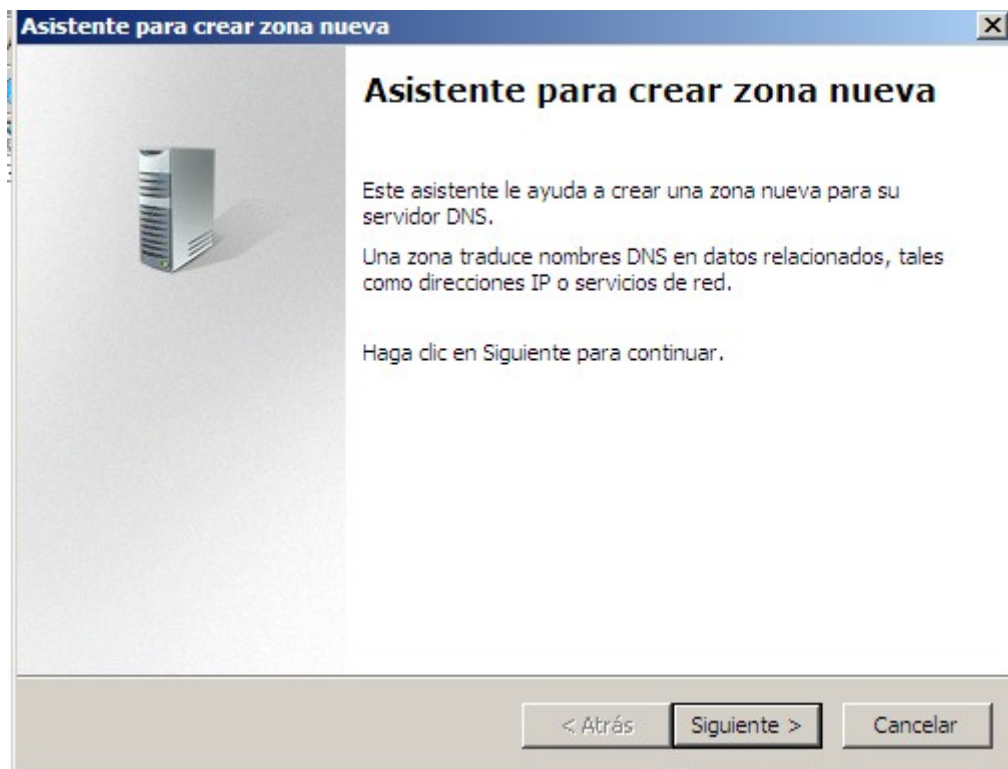 Asistente para crear zona nueva
Asistente para crear zona nueva
Este asistente le ayuda a crear una zona nueva para su
servidor DNS.
Una zona traduce nombres DNS en datos relacionados, tales
como direcciones IP o servicios de red.
Haga clic en Siguiente para continuar.
< Atrás Siguiente > Cancelar